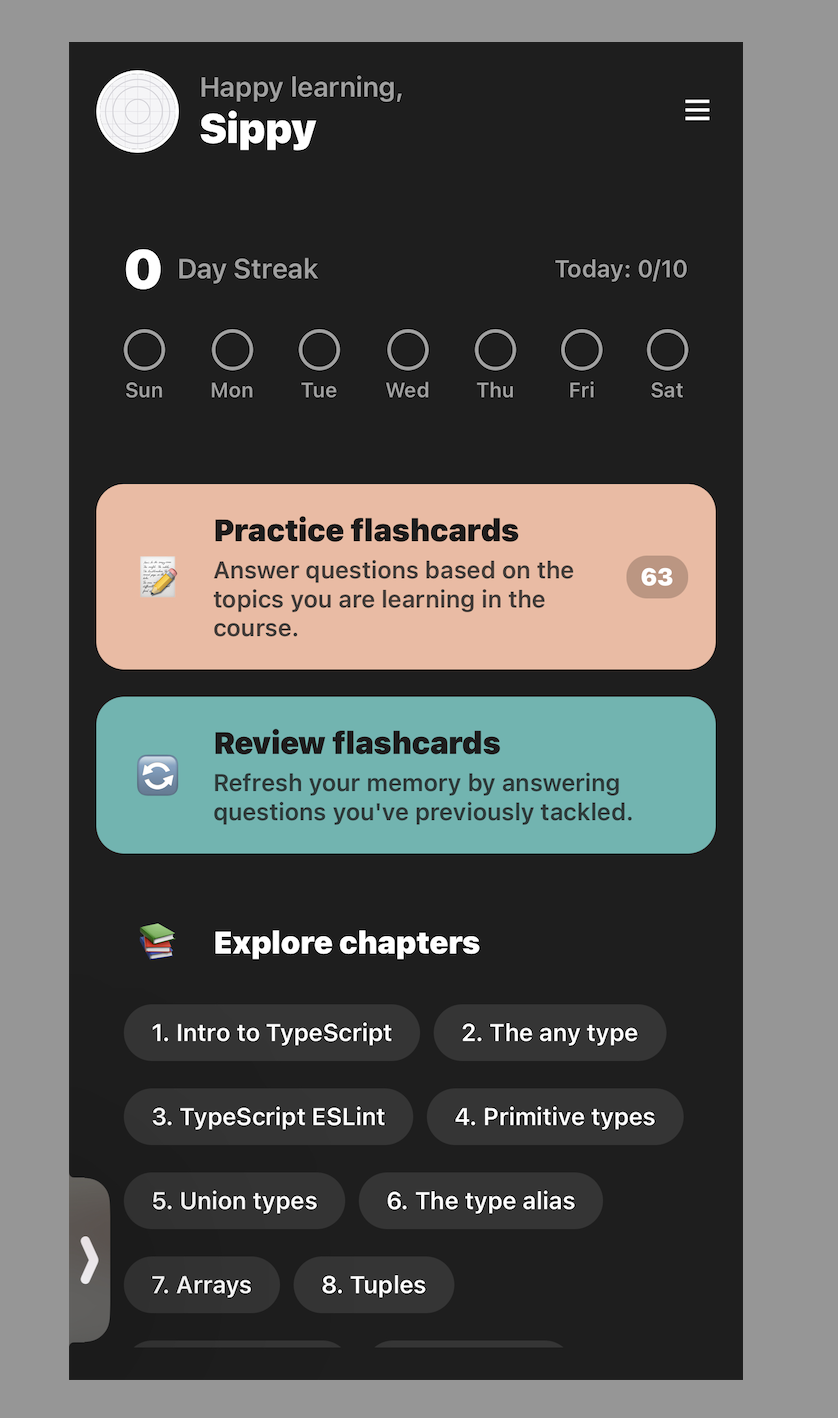 Happy learning,
Sippy
0 Day Streak
Today: 0/10
Sun Mon Tue Wed Thu Fri Sat
Practice flashcards
Answer questions based on the
topics you are learning in the
course.
63
Review flashcards
Refresh your memory by answering
questions you've previously tackled.
Explore chapters
1. Intro to TypeScript
2. The any type
3. TypeScript ESLint
4. Primitive types
5. Union types
6. The type alias
7. Arrays
8. Tuples